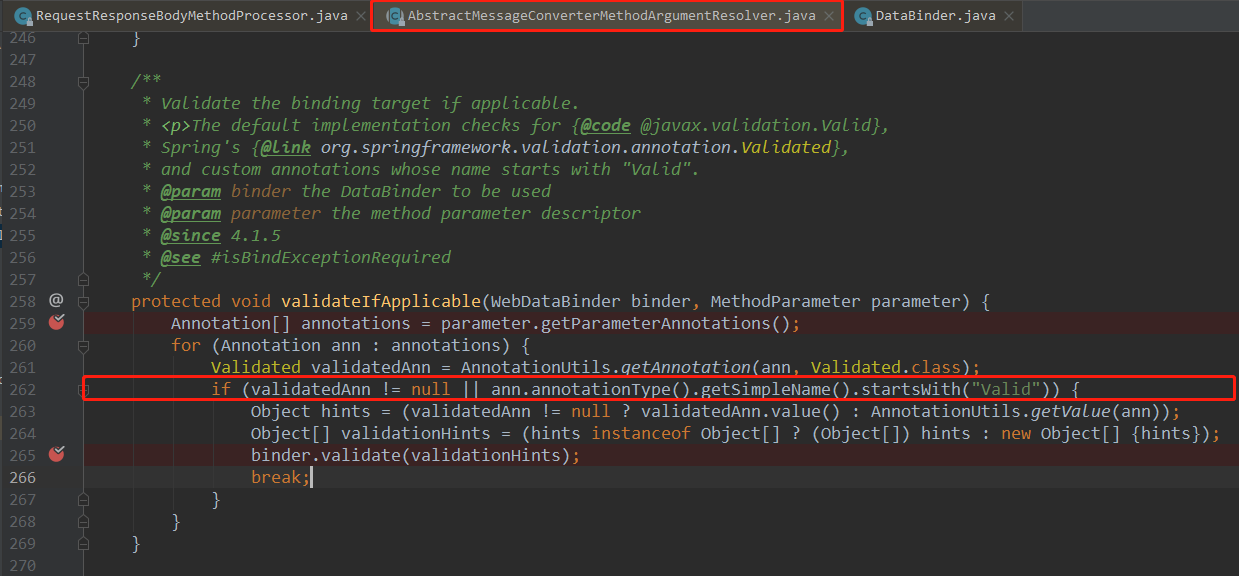 RequestResponseBodyMethodProcessor.java AbstractMessageConverterMethodArgumentResolver.java DataBinder.java
246 }
247
248 /**
249 * Validate the binding target if applicable.
250 * <p>The default implementation checks for {@code @javax.validation.Valid},
251 * Spring's {@link org.springframework.validation.annotation.Validated},
252 * and custom annotations whose name starts with "Valid".
253 * @param binder the DataBinder to be used
254 * @param parameter the method parameter descriptor
255 * @since 4.1.5
256 * @see #isBindExceptionRequired
257 */
258 @ protected void validateIfApplicable(WebDataBinder binder, MethodParameter parameter) {
259 Annotation[] annotations = parameter.getParameterAnnotations();
260 for (Annotation ann : annotations) {
261 Validated validatedAnn = AnnotationUtils.getAnnotation(ann, Validated.class);
262 if (validatedAnn != null || ann.annotationType().getSimpleName().startsWith("Valid")) {
263 Object hints = (validatedAnn != null ? validatedAnn.value() : AnnotationUtils.getValue(ann));
264 Object[] validationHints = (hints instanceof Object[] ? (Object[]) hints : new Object[] {hints});
265 binder.validate(validationHints);
266 break;
267 }
268 }
269 }
270